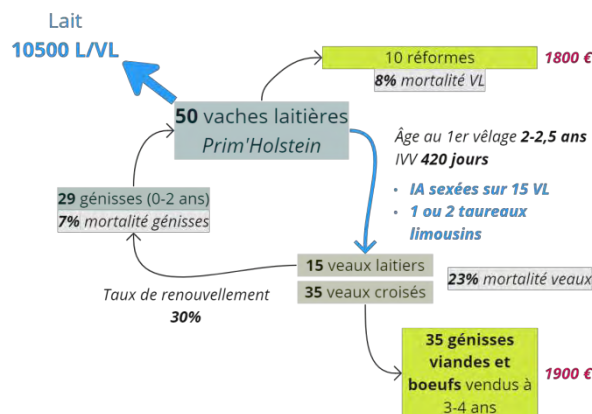 Lait
10500 L/VL
10 réformes
1800 €
8% mortalité VL
50 vaches laitières
Prim'Holstein
Âge au 1er vêlage 2-2,5 ans
IVV 420 jours
• IA sexées sur 15 VL
• 1 ou 2 taureaux
limousins
29 génisses (0-2 ans)
7% mortalité génisses
15 veaux laitiers
35 veaux croisés
23% mortalité veaux
Taux de renouvellement
30%
35 génisses
viandes et
boeufs vendus à
3-4 ans
1900 €